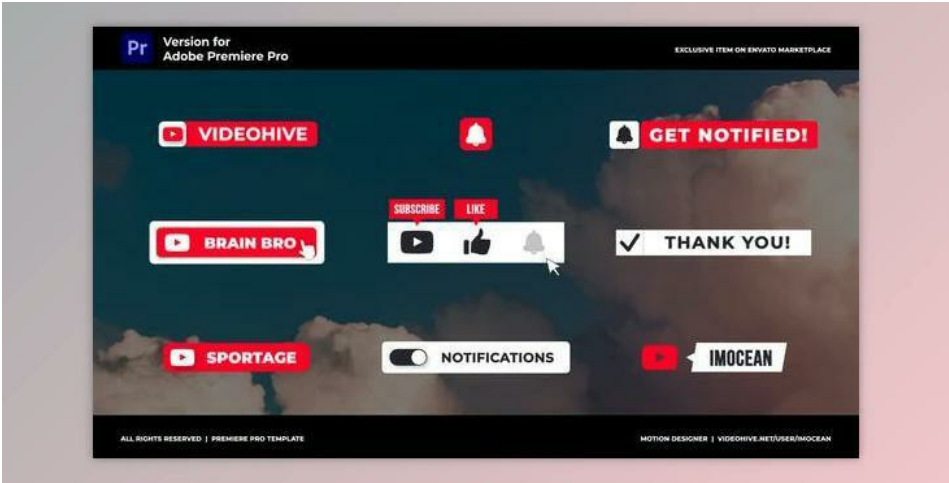 Pr
Version for
Adobe Premiere Pro
EXCLUSIVE ITEM ON ENVATO MARKETPLACE
VIDEOHIVE
GET NOTIFIED!
SUBSCRIBE LIKE
BRAIN BRO
THANK YOU!
SPORTAGE
NOTIFICATIONS
IMOCEAN
ALL RIGHTS RESERVED | PREMIERE PRO TEMPLATE
MOTION DESIGNER | VIDEOHIVE.NET/USER/IMOCEAN